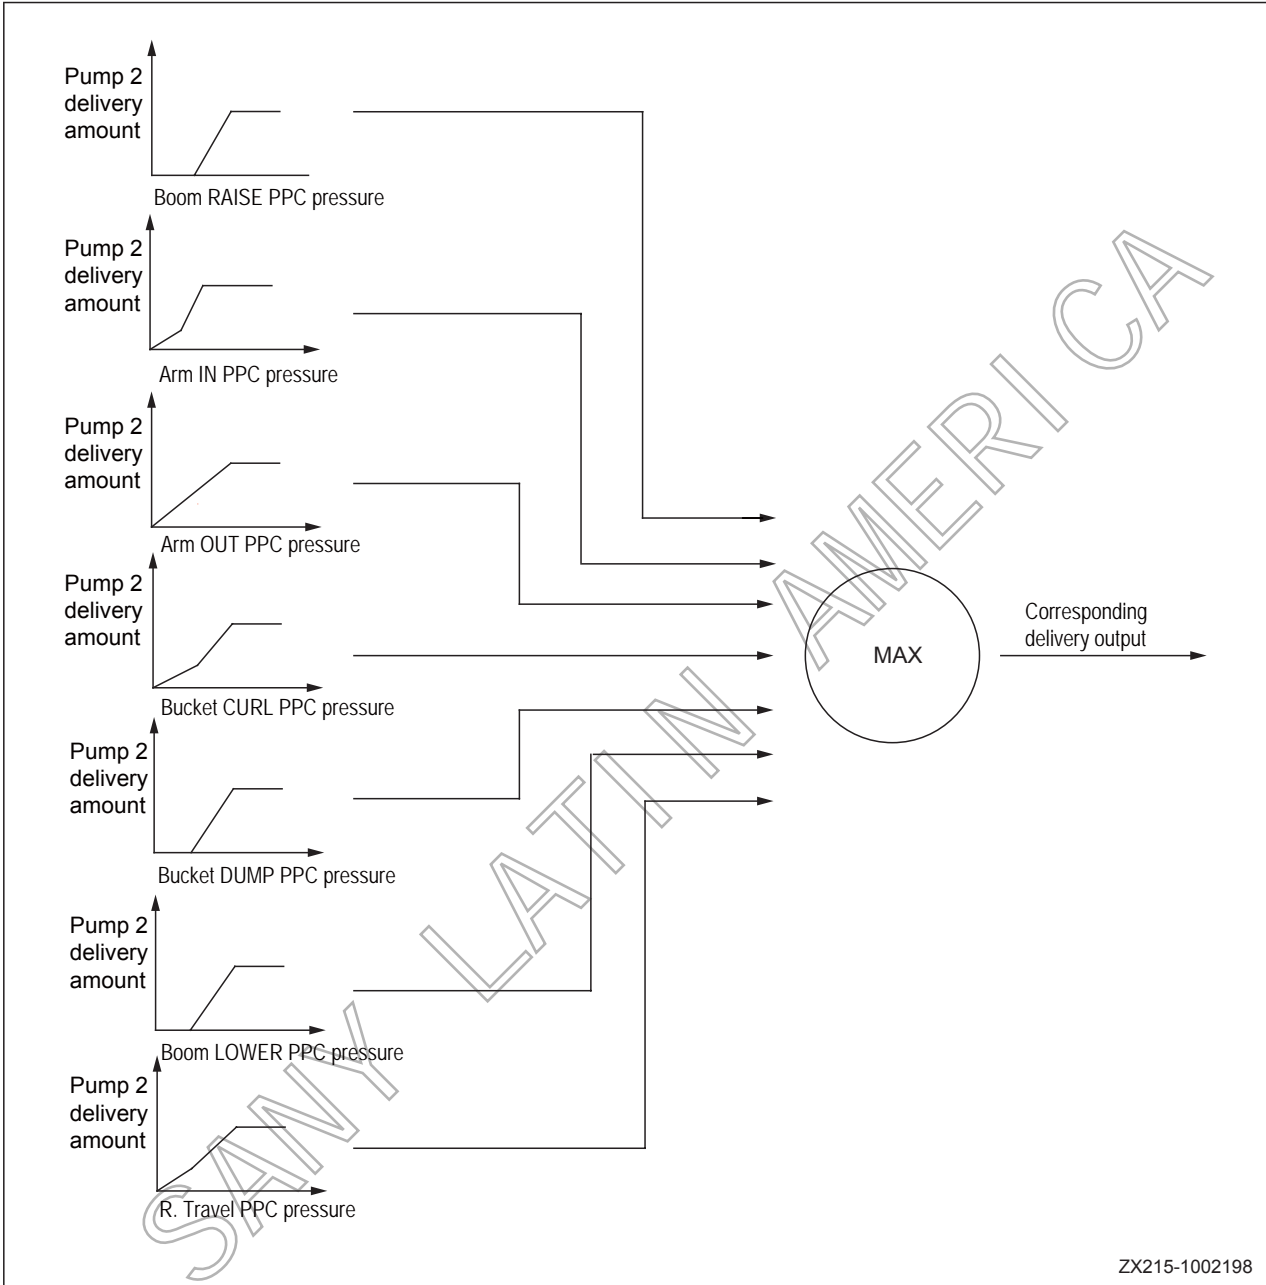 Pump 2
delivery
amount
Boom RAISE PPC pressure
Pump 2
delivery
amount
Arm IN PPC pressure
Pump 2
delivery
amount
Arm OUT PPC pressure
Pump 2
delivery
amount
Bucket CURL PPC pressure
Pump 2
delivery
amount
Bucket DUMP PPC pressure
Pump 2
delivery
amount
Boom LOWER PPC pressure
Pump 2
delivery
amount
R. Travel PPC pressure
MAX
Corresponding
delivery output
SANY LATIN AMERICA
ZX215-1002198